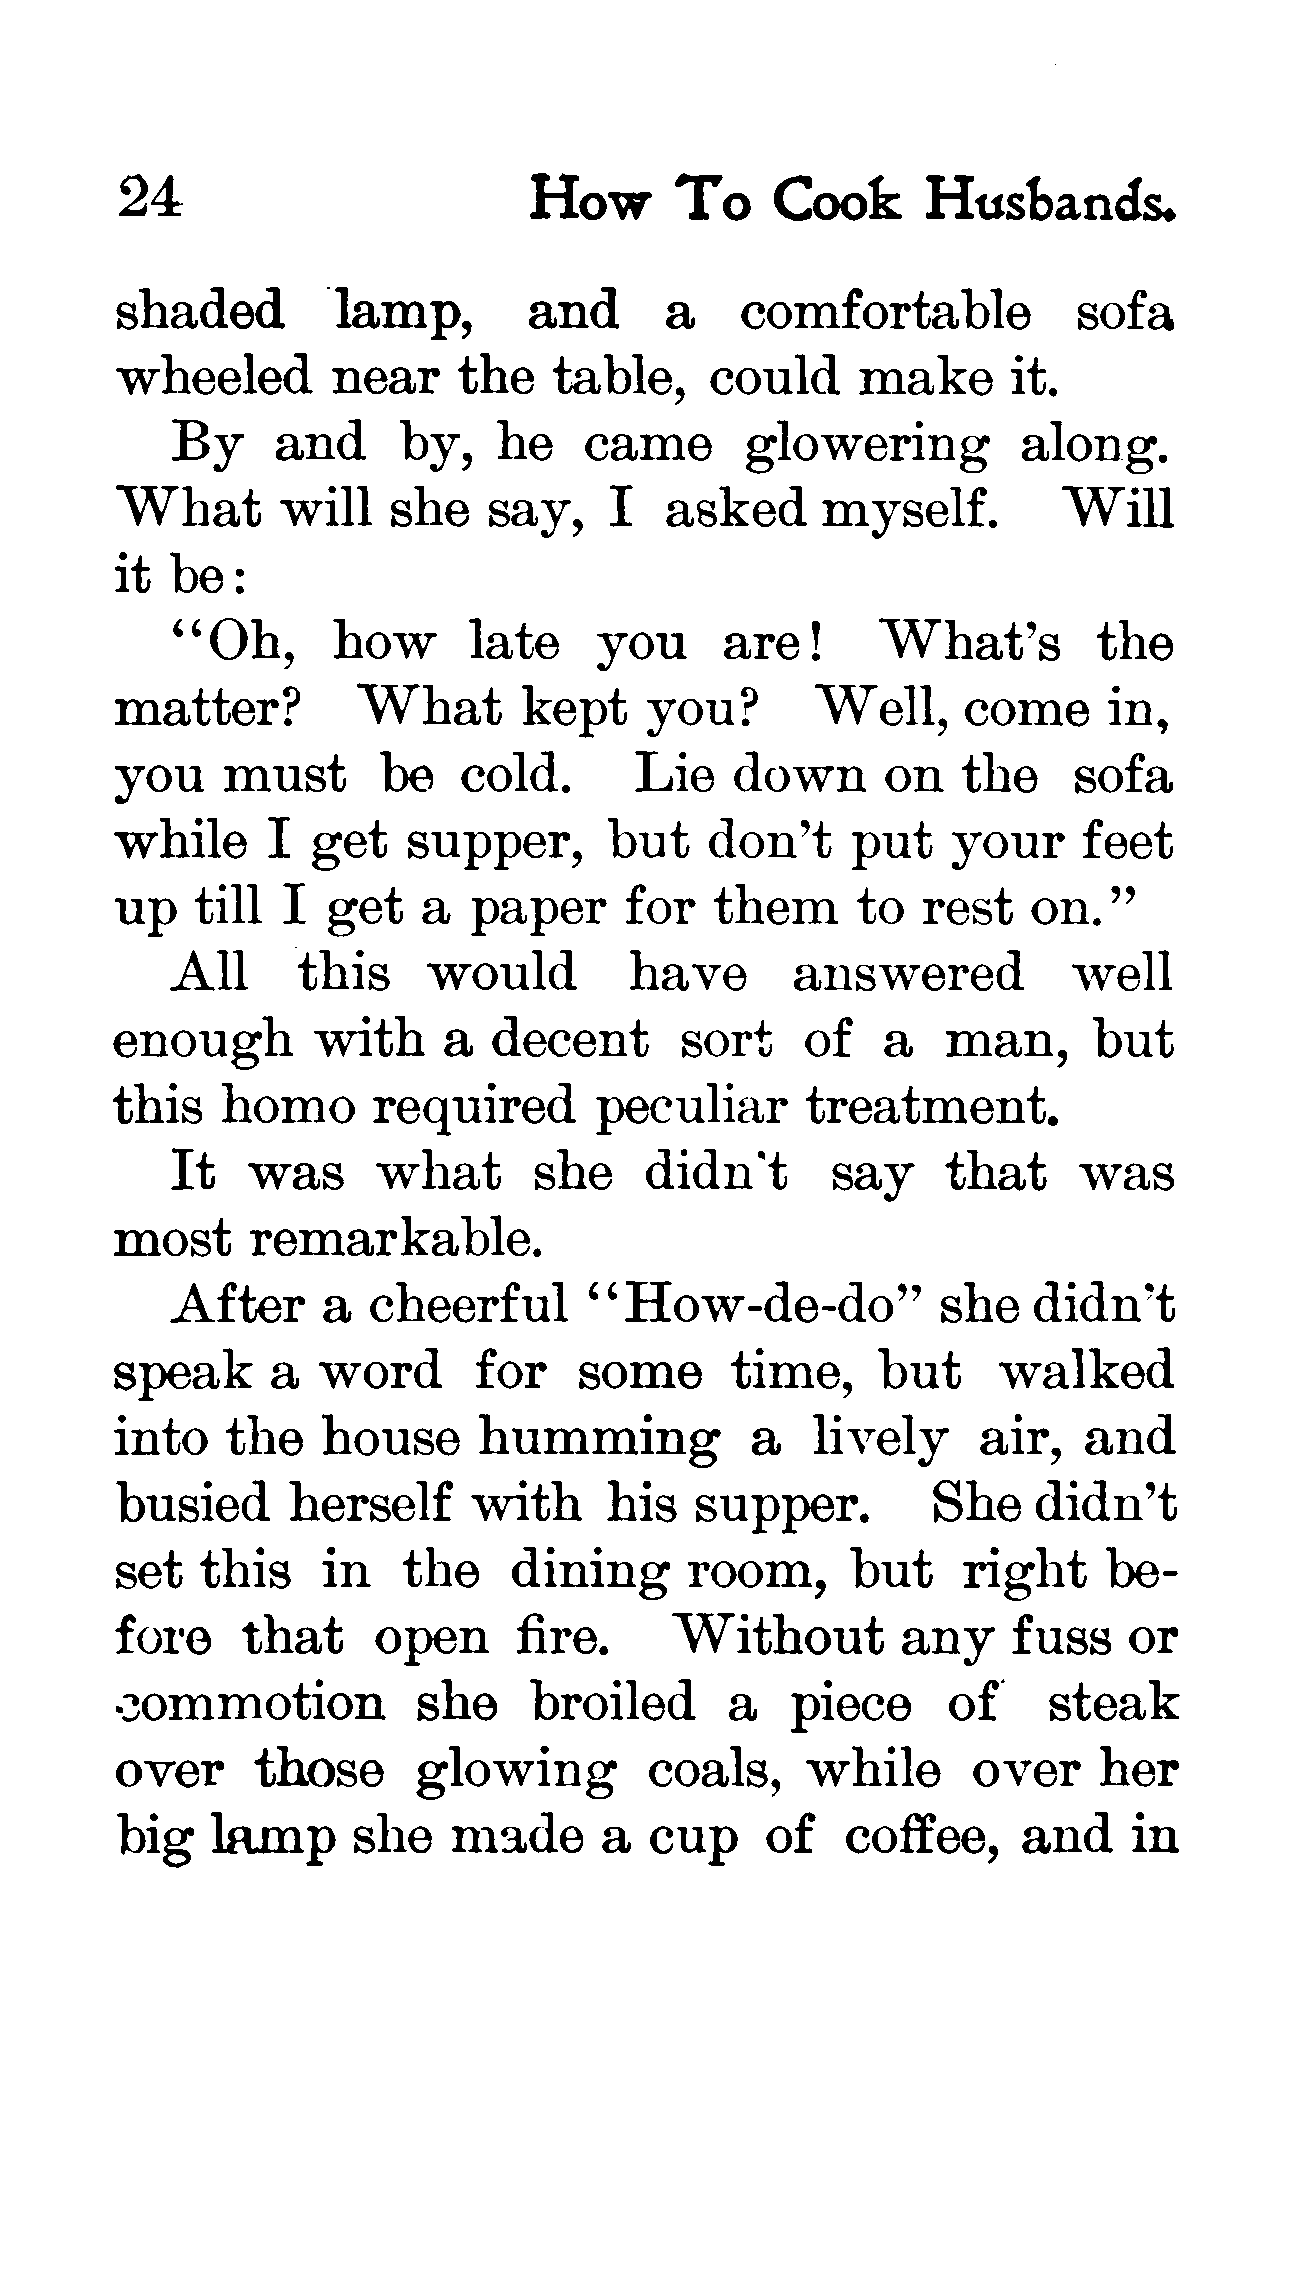 24 How To Cook Husbands.
shaded lamp, and a comfortable sofa
wheeled near the table, could make it.
By and by, he came glowering along.
What will she say, I asked myself. Will
it be:
“Oh, how late you are! What’s the
matter? What kept you? Well, come in,
you must be cold. Lie down on the sofa
while I get supper, but don’t put your feet
up till I get a paper for them to rest on.”
All this would have answered well
enough with a decent sort of a man, but
this homo required peculiar treatment.
It was what she didn’t say that was
most remarkable.
After a cheerful “How-de-do” she didn’t
speak a word for some time, but walked
into the house humming a lively air, and
busied herself with his supper. She didn’t
set this in the dining room, but right be-
fore that open fire. Without any fuss or
commotion she broiled a piece of steak
over those glowing coals, while over her
big lamp she made a cup of coffee, and in